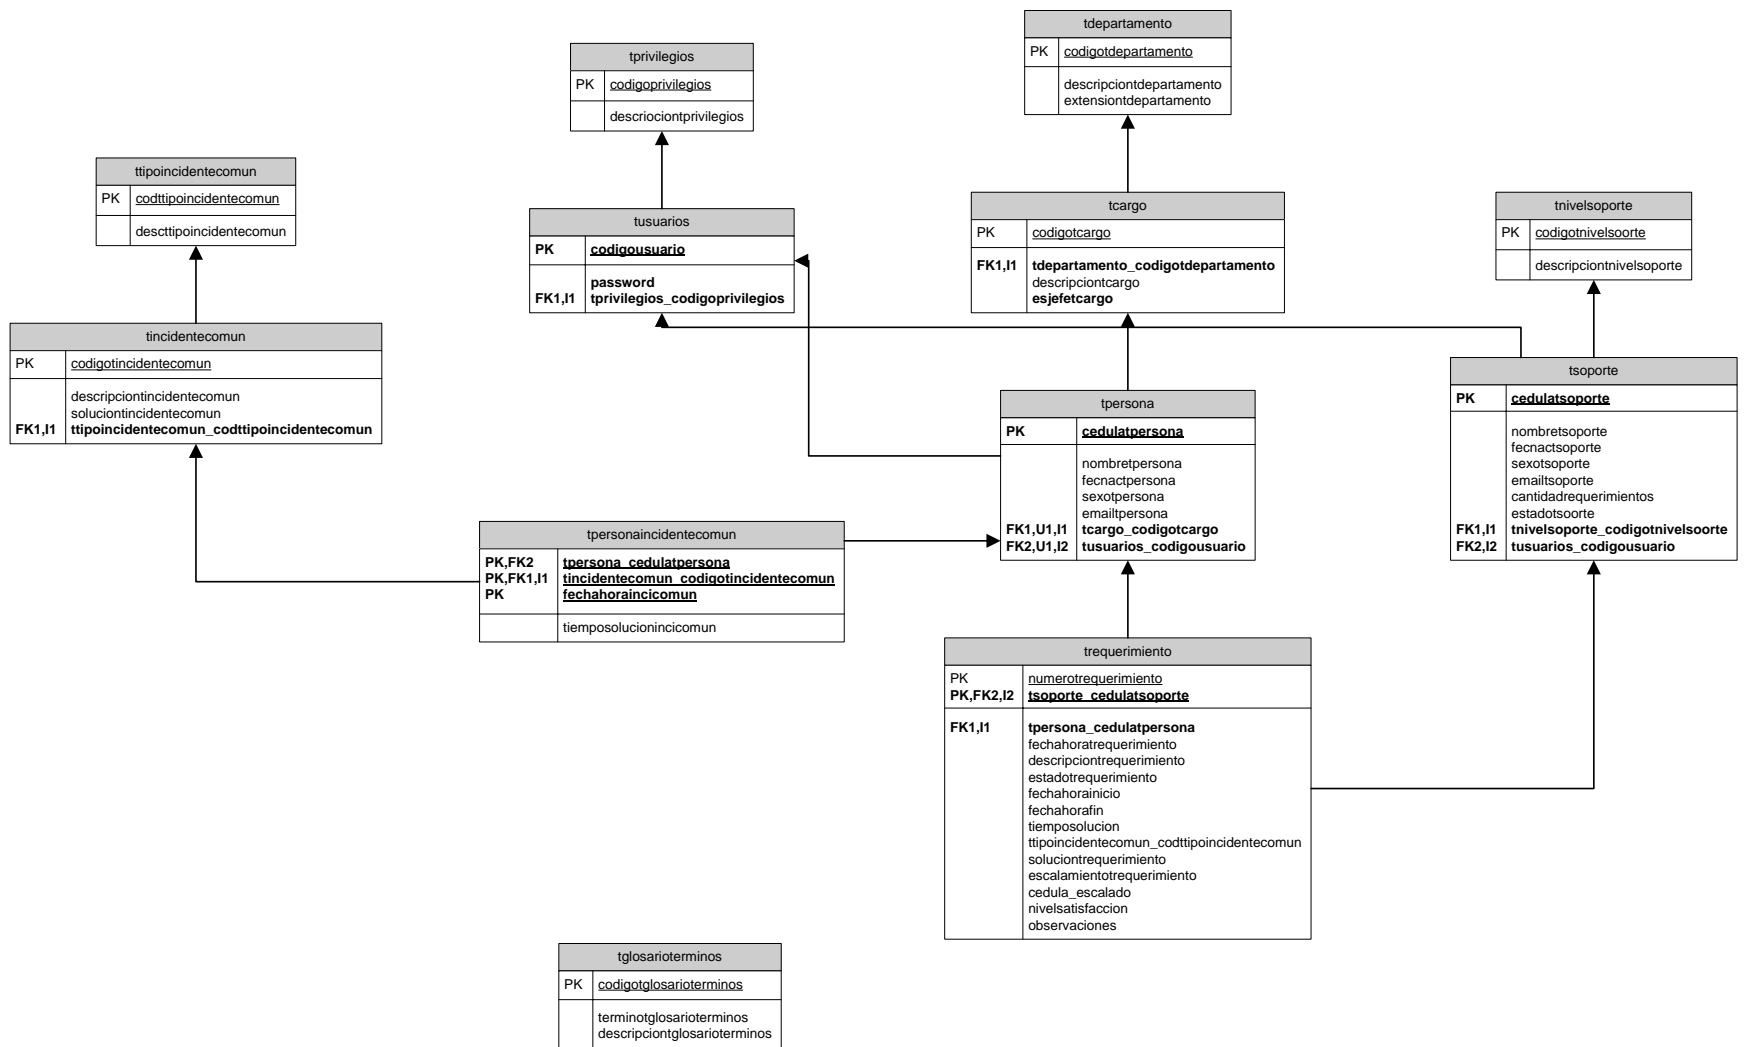 tdepartamento
PK codigotdepartamento
descripciontdepartamento
extensiontdepartamento
tprivilegios
PK codigoprivilegios
descriociontprivilegios
ttipoincidentecomun
PK codttipoincidentecomun
descttipoincidentecomun
tusuarios
PK codigousuario
password
FK1,I1 tprivilegios_codigoprivilegios
tcargo
PK codigotcargo
FK1,I1 tdepartamento_codigotdepartamento
descripciontcargo
esjefetcargo
tnivelsoporte
PK codigotnivelsoorte
descripciontnivelsoporte
tincidentecomun
PK codigotincidentecomun
descripciontincidentecomun
soluciontincidentecomun
FK1,I1 ttipoincidentecomun_codttipoincidentecomun
tpersona
PK cedulatpersona
nombretpersona
fecnactpersona
sexotpersona
emailtpersona
FK1,U1,I1 tcargo_codigotcargo
FK2,U1,I2 tusuarios_codigousuario
tsoporte
PK cedulatsoporte
nombretsoporte
fecnactsoporte
sexotsoporte
emailtsoporte
cantidadrequerimientos
estadotsoorte
FK1,I1 tnivelsoporte_codigotnivelsoorte
FK2,I2 tusuarios_codigousuario
tpersonaincidentecomun
PK,FK2 tpersona_cedulatpersona
PK,FK1,I1 tincidentecomun_codigotincidentecomun
PK fechahoraincicomun
tiemposolucionincicomun
trequerimiento
PK numerotrequerimiento
PK,FK2,I2 tsoporte_cedulatsoporte
FK1,I1 tpersona_cedulatpersona
fechahoratrequerimiento
descripciontrequerimiento
estadotrequerimiento
fechahorainicio
fechahorafin
tiemposolucion
ttipoincidentecomun_codttipoincidentecomun
soluciontrequerimiento
escalamientotrequerimiento
cedula_escalado
nivelsatisfaccion
observaciones
tglosarioterminos
PK codigotglosarioterminos
terminotglosarioterminos
descripciontglosarioterminos